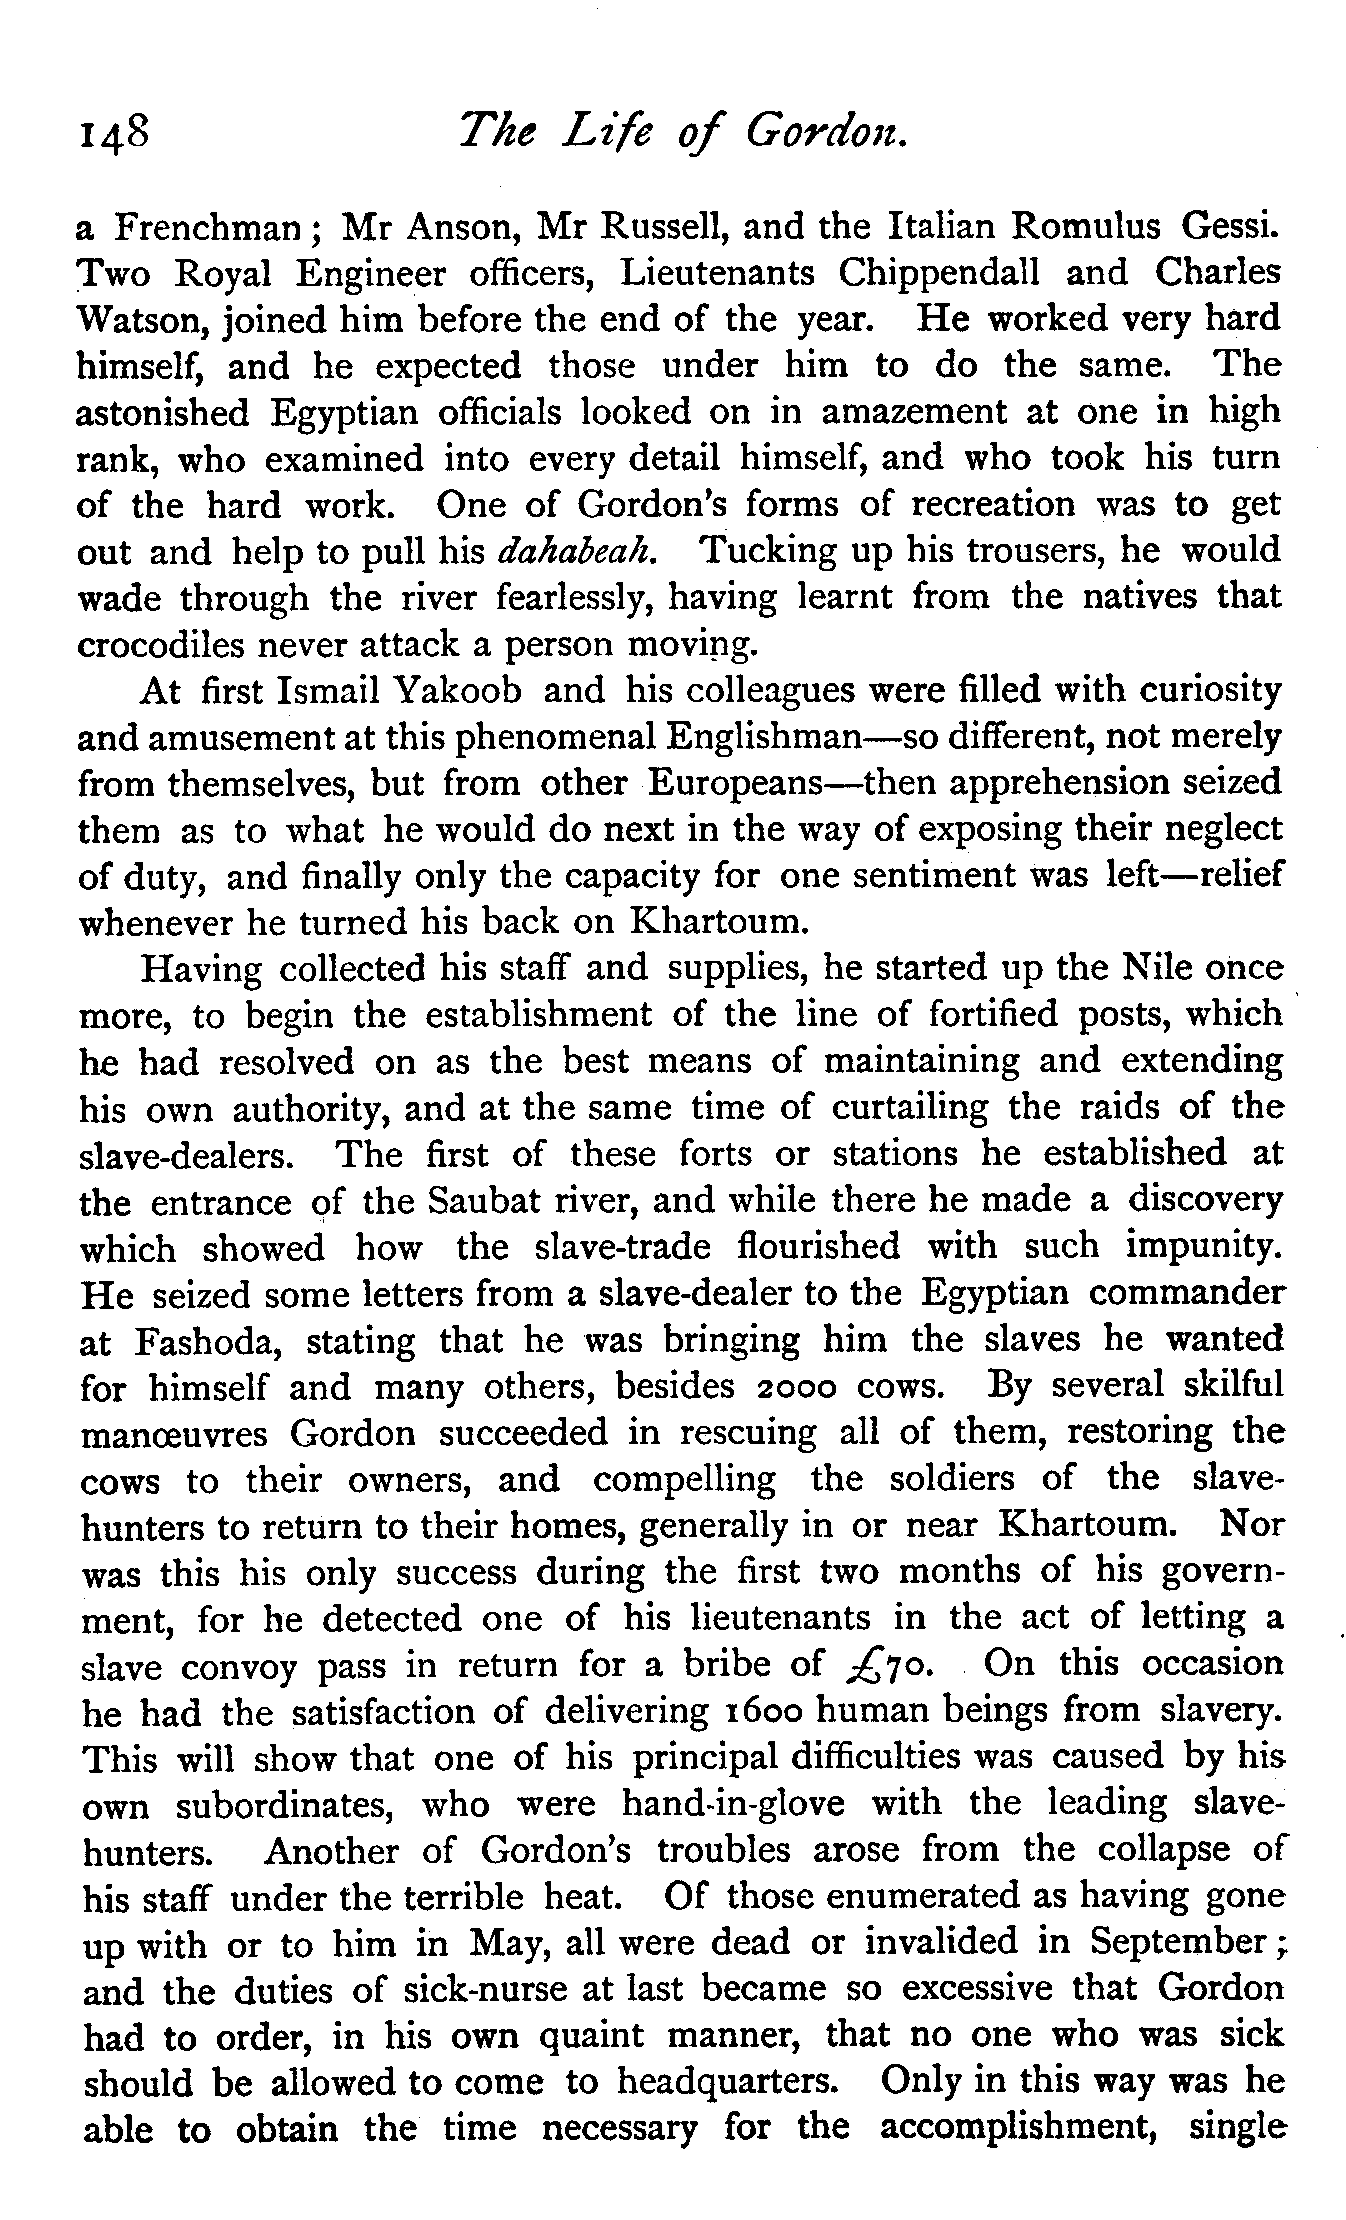 148 The Life of Gordon.
a Frenchman ; Mr Anson, Mr Russell, and the Italian Romulus Gessi.
Two Royal Engineer officers, Lieutenants Chippendall and Charles
Watson, joined him before the end of the year. He worked very hard
himself, and he expected those under him to do the same. The
astonished Egyptian officials looked on in amazement at one in high
rank, who examined into every detail himself, and who took his turn
of the hard work. One of Gordon's forms of recreation was to get
out and help to pull his dahabeah. Tucking up his trousers, he would
wade through the river fearlessly, having learnt from the natives that
crocodiles never attack a person moving.
At first Ismail Yakoob and his colleagues were filled with curiosity
and amusement at this phenomenal Englishman—so different, not merely
from themselves, but from other Europeans—then apprehension seized
them as to what he would do next in the way of exposing their neglect
of duty, and finally only the capacity for one sentiment was left—relief
whenever he turned his back on Khartoum.
Having collected his staff and supplies, he started up the Nile once
more, to begin the establishment of the line of fortified posts, which
he had resolved on as the best means of maintaining and extending
his own authority, and at the same time of curtailing the raids of the
slave-dealers. The first of these forts or stations he established at
the entrance of the Saubat river, and while there he made a discovery
which showed how the slave-trade flourished with such impunity.
He seized some letters from a slave-dealer to the Egyptian commander
at Fashoda, stating that he was bringing him the slaves he wanted
for himself and many others, besides 2000 cows. By several skilful
manœuvres Gordon succeeded in rescuing all of them, restoring the
cows to their owners, and compelling the soldiers of the slave-
hunters to return to their homes, generally in or near Khartoum. Nor
was this his only success during the first two months of his govern-
ment, for he detected one of his lieutenants in the act of letting a
slave convoy pass in return for a bribe of £70. On this occasion
he had the satisfaction of delivering 1600 human beings from slavery.
This will show that one of his principal difficulties was caused by his
own subordinates, who were hand-in-glove with the leading slave-
hunters. Another of Gordon's troubles arose from the collapse of
his staff under the terrible heat. Of those enumerated as having gone
up with or to him in May, all were dead or invalided in September ;
and the duties of sick-nurse at last became so excessive that Gordon
had to order, in his own quaint manner, that no one who was sick
should be allowed to come to headquarters. Only in this way was he
able to obtain the time necessary for the accomplishment, single